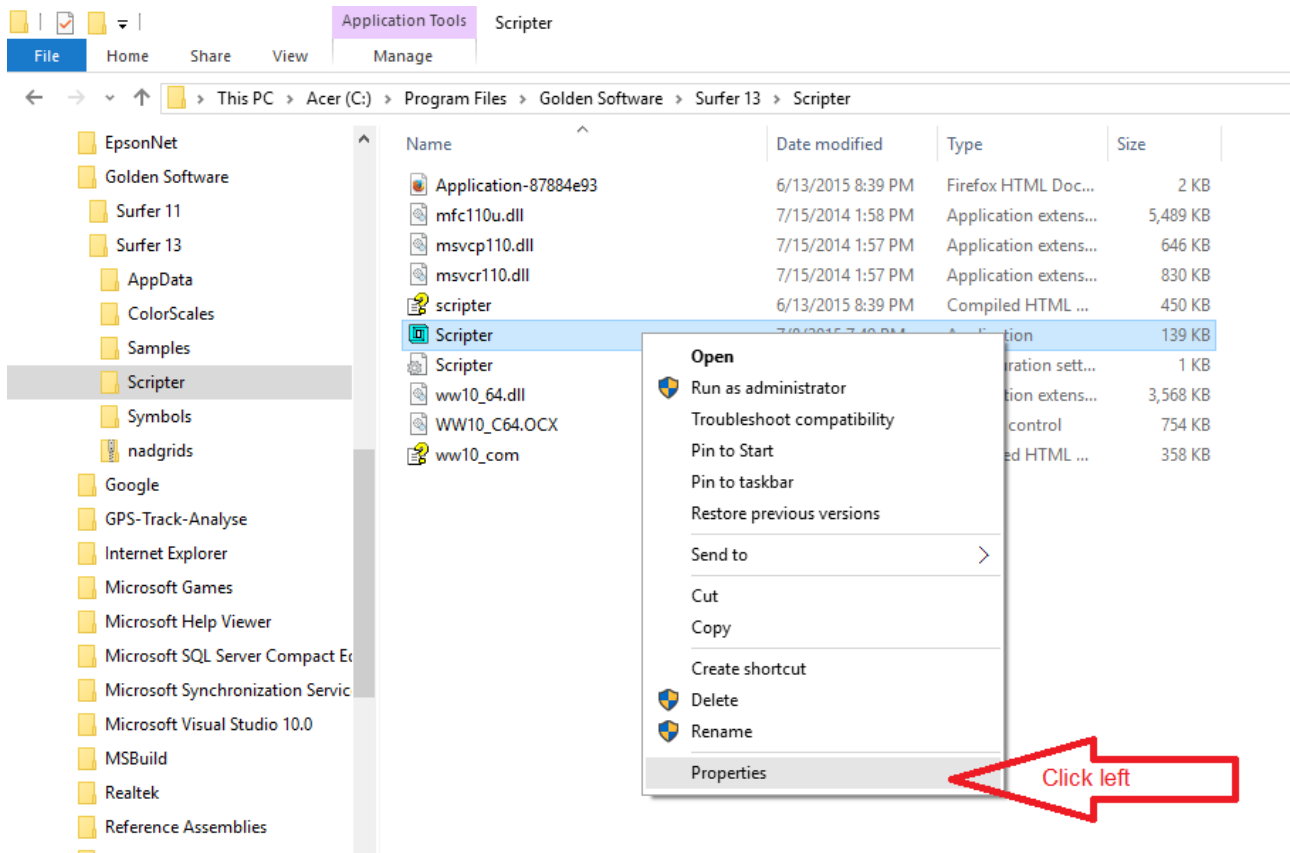 Application Tools Scripter
File Home Share View Manage
This PC > Acer (C:) > Program Files > Golden Software > Surfer 13 > Scripter
EpsonNet
Golden Software
Surfer 11
Surfer 13
AppData
ColorScales
Samples
Scripter
Symbols
nadgrids
Google
GPS-Track-Analyse
Internet Explorer
Microsoft Games
Microsoft Help Viewer
Microsoft SQL Server Compact
Microsoft Synchronization Servic
Microsoft Visual Studio 10.0
MSBuild
Realtek
Reference Assemblies
Name Date modified Type Size
Application-87884e93 6/13/2015 8:39 PM Firefox HTML Doc... 2 KB
mfc110u.dll 7/15/2014 1:58 PM Application extens... 5,489 KB
msvcp110.dll 7/15/2014 1:57 PM Application extens... 646 KB
msvcr110.dll 7/15/2014 1:57 PM Application extens... 830 KB
scripter 6/13/2015 8:39 PM Compiled HTML ... 450 KB
Scripter 139 KB
Scripter uration sett... 1 KB
ww10_64.dll tion extens... 3,568 KB
WW10_C64.OCX control 754 KB
ww10_com ed HTML ... 358 KB
Open
Run as administrator
Troubleshoot compatibility
Pin to Start
Pin to taskbar
Restore previous versions
Send to
Cut
Copy
Create shortcut
Delete
Rename
Properties
Click left